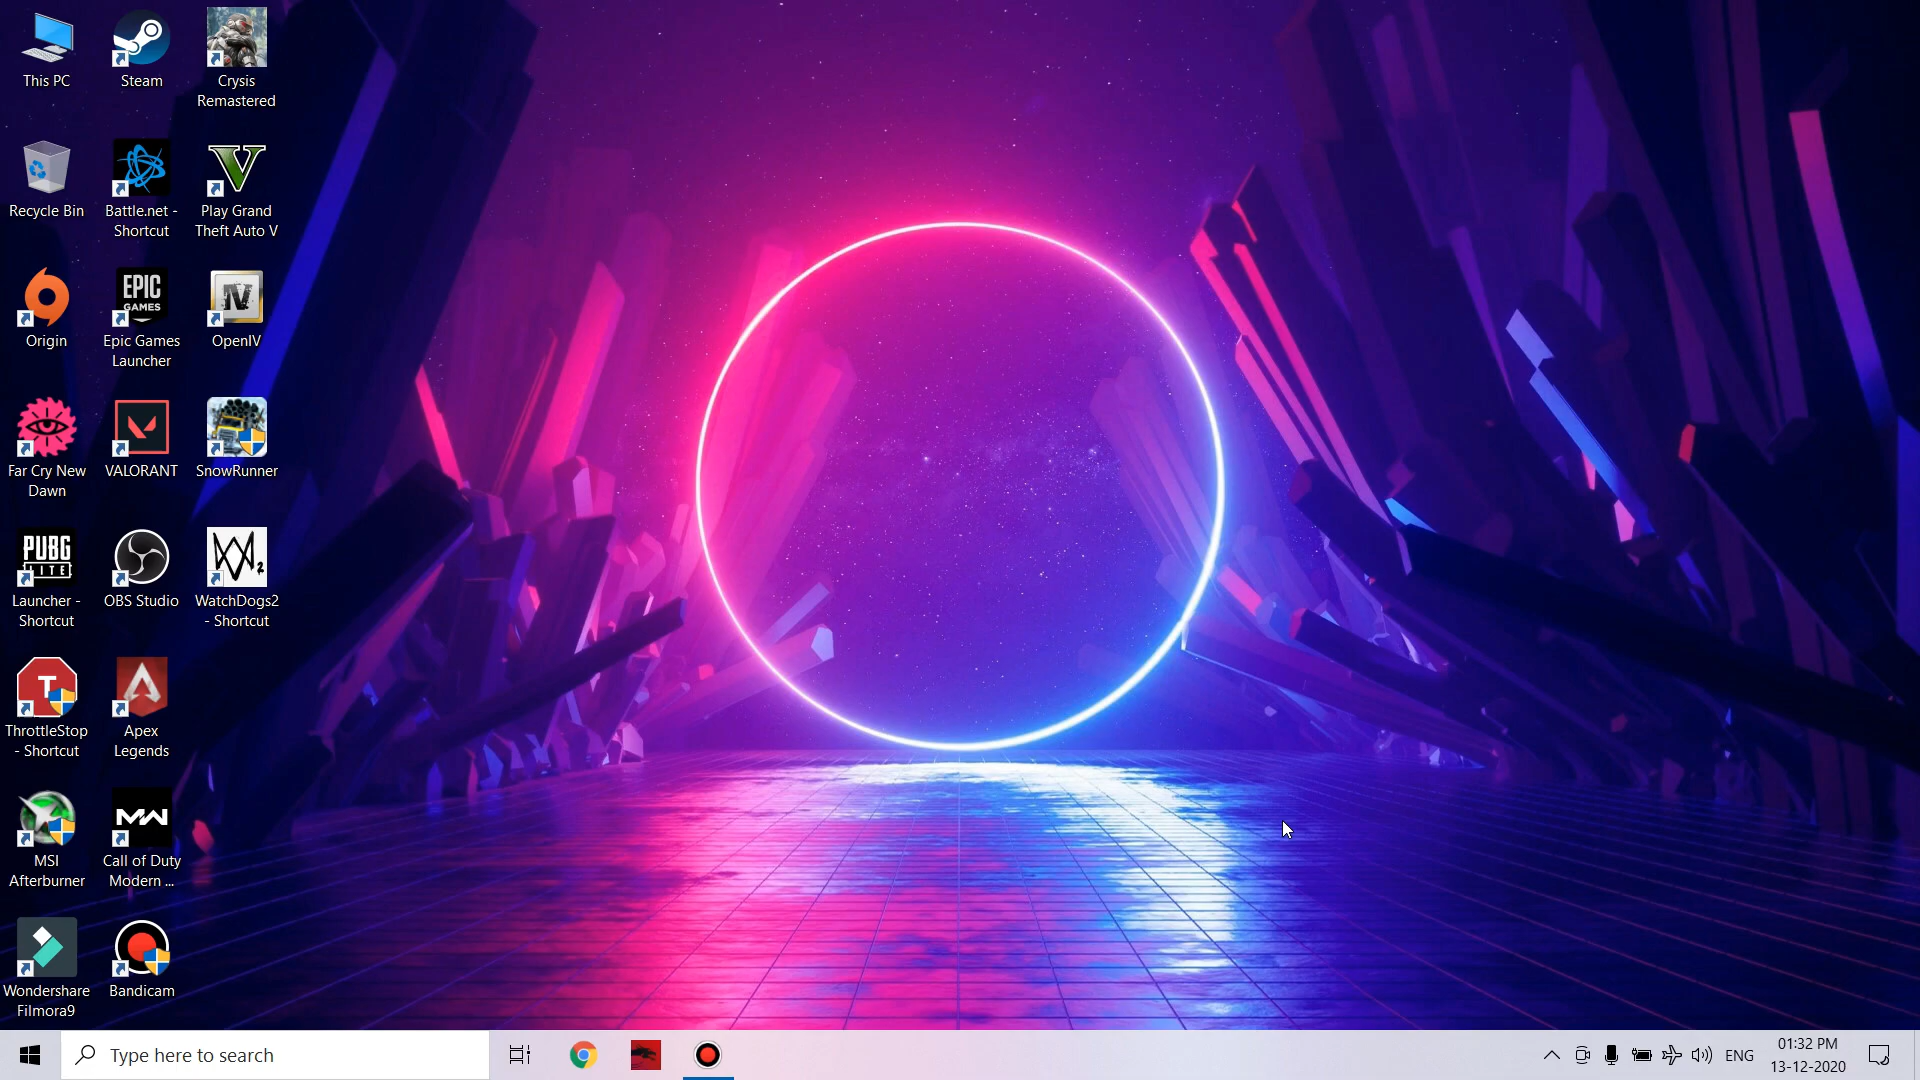 This PC
Steam
Crysis
Remastered
Recycle Bin
Battle.net -
Shortcut
Play Grand
Theft Auto V
EPIC
GAMES
Origin
Epic Games
Launcher
OpenIV
Far Cry New
Dawn
VALORANT
SnowRunner
PUBG
LITE
2
Launcher -
Shortcut
OBS Studio
WatchDogs2
- Shortcut
T
ThrottleStop
- Shortcut
Apex
Legends
MW
MSI
Afterburner
Call of Duty
Modern ...
Wondershare
Filmora9
Bandicam
Type here to search
ENG
01:32 PM
13-12-2020